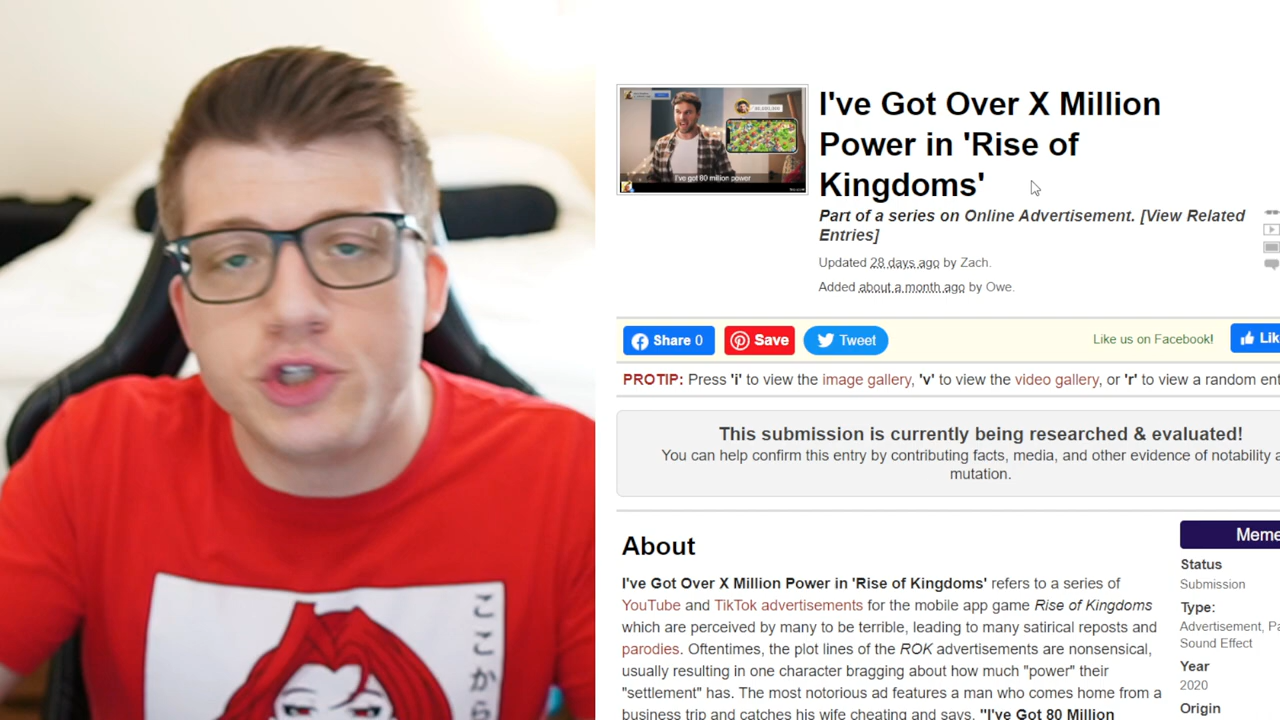 ここから
I've got 80 million power
I've Got Over X Million
Power in 'Rise of
Kingdoms'
Part of a series on Online Advertisement. [View Related
Entries]
Updated 28 days ago by Zach.
Added about a month ago by Owe.
Share 0
Save
Tweet
Like us on Facebook!
Lik
PROTIP: Press 'i' to view the image gallery, 'v' to view the video gallery, or 'r' to view a random ent
This submission is currently being researched & evaluated!
You can help confirm this entry by contributing facts, media, and other evidence of notability a
mutation.
About
I've Got Over X Million Power in 'Rise of Kingdoms' refers to a series of
YouTube and TikTok advertisements for the mobile app game Rise of Kingdoms
which are perceived by many to be terrible, leading to many satirical reposts and
parodies. Oftentimes, the plot lines of the ROK advertisements are nonsensical,
usually resulting in one character bragging about how much "power" their
"settlement" has. The most notorious ad features a man who comes home from a
business trip and catches his wife cheating and says, "I've Got 80 Million
Meme
Status
Submission
Type:
Advertisement, Pa
Sound Effect
Year
2020
Origin